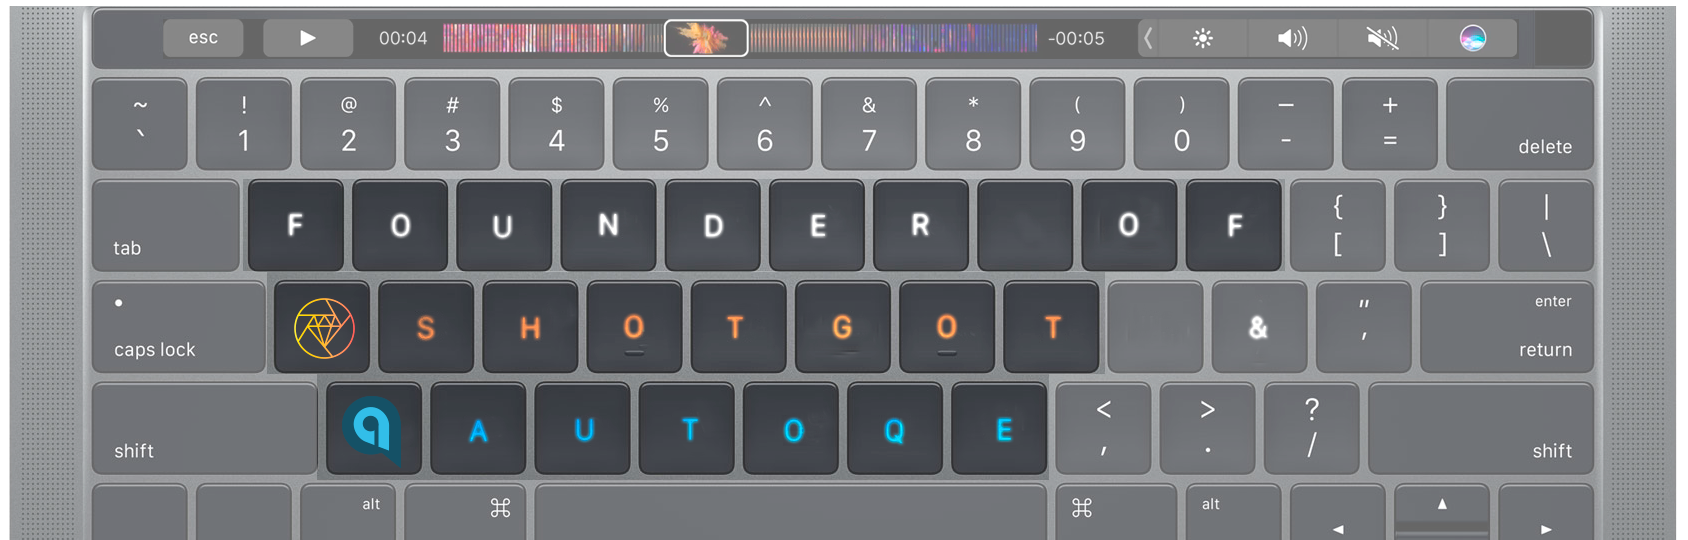 esc 00:04 -00:05
~ ! @ # $ % ^ & * ( ) — +
` 1 2 3 4 5 6 7 8 9 0 - =
delete
tab
F O U N D E R O F
{ } |
[ ] \
caps lock
S H O T G O T
&
" '
enter
return
shift
A U T O Q E
< > ?
, . /
shift
alt ⌘ ⌘ alt